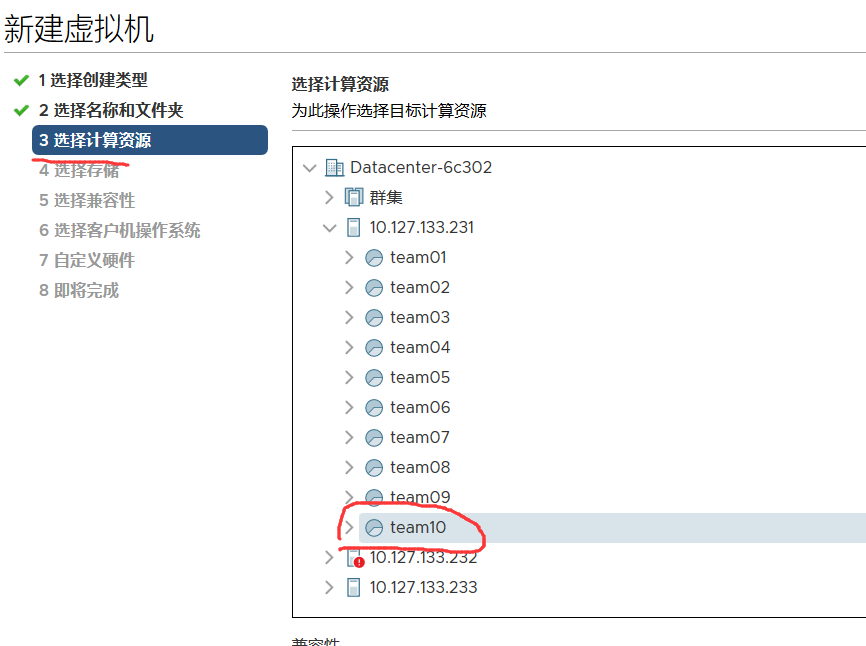 新建虚拟机
1 选择创建类型
2 选择名称和文件夹
3 选择计算资源
4 选择存储
5 选择兼容性
6 选择客户机操作系统
7 自定义硬件
8 即将完成
选择计算资源
为此操作选择目标计算资源
Datacenter-6c302
群集
10.127.133.231
team01
team02
team03
team04
team05
team06
team07
team08
team09
team10
10.127.133.232
10.127.133.233
兼容性